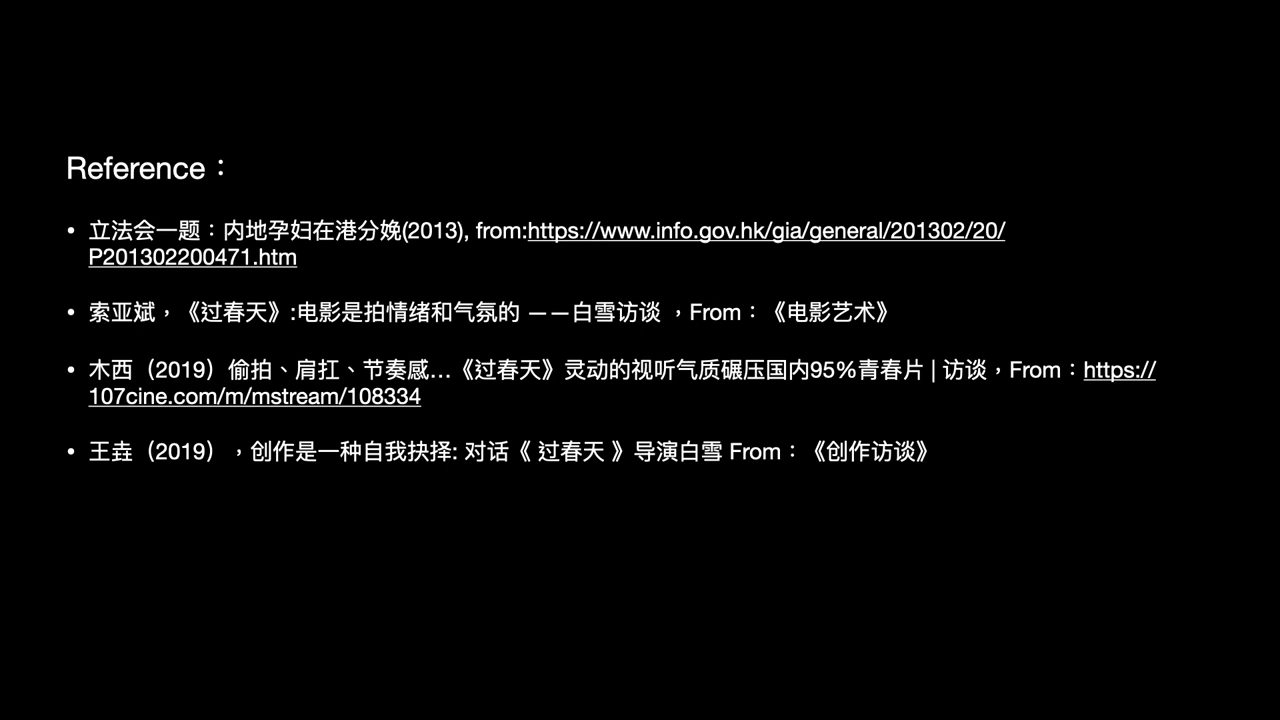 Reference：
• 立法会一题：内地孕妇在港分娩(2013), from:https://www.info.gov.hk/gia/general/201302/20/
P201302200471.htm
• 索亚斌，《过春天》:电影是拍情绪和气氛的 ——白雪访谈 ，From：《电影艺术》
• 木西（2019）偷拍、肩扛、节奏感…《过春天》灵动的视听气质碾压国内95%青春片 | 访谈，From：https://
107cine.com/m/mstream/108334
• 王垚（2019），创作是一种自我抉择: 对话《 过春天 》导演白雪 From：《创作访谈》